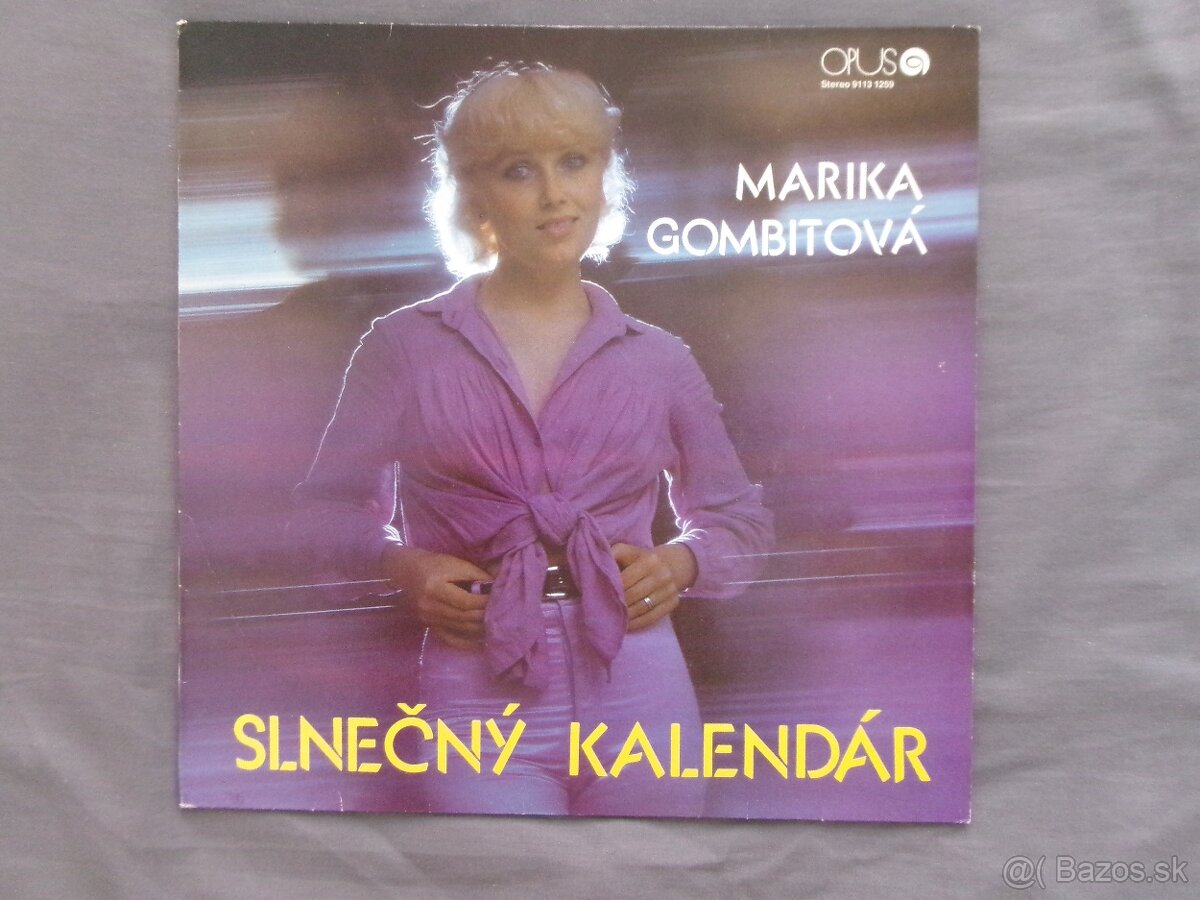 OPUS
Stereo 9113 1259
MARIKA
GOMBITOVÁ
SLNEČNÝ KALENDÁR
@( Bazos.sk